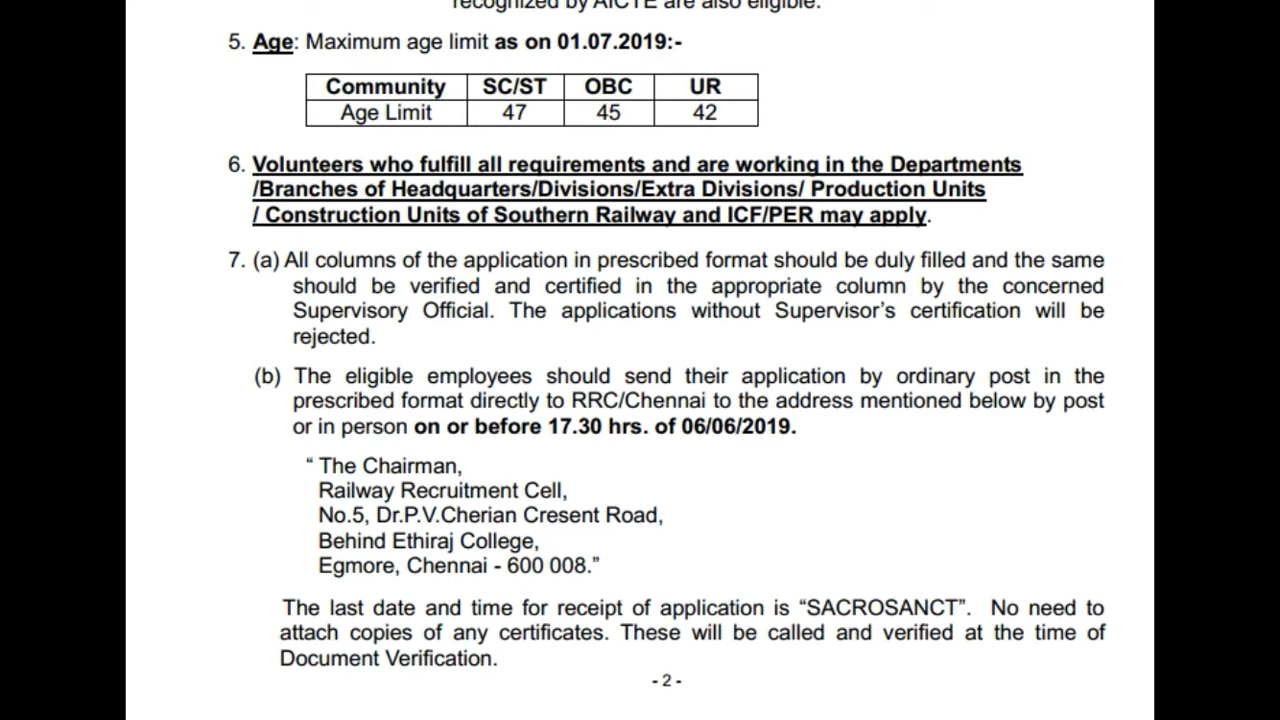 recognized by AICTE are also eligible.
5. Age: Maximum age limit as on 01.07.2019:-
Community SC/ST OBC UR
Age Limit 47 45 42
6. Volunteers who fulfill all requirements and are working in the Departments
/Branches of Headquarters/Divisions/Extra Divisions/ Production Units
/ Construction Units of Southern Railway and ICF/PER may apply.
7. (a) All columns of the application in prescribed format should be duly filled and the same
should be verified and certified in the appropriate column by the concerned
Supervisory Official. The applications without Supervisor's certification will be
rejected.
(b) The eligible employees should send their application by ordinary post in the
prescribed format directly to RRC/Chennai to the address mentioned below by post
or in person on or before 17.30 hrs. of 06/06/2019.
“ The Chairman,
Railway Recruitment Cell,
No.5, Dr.P.V.Cherian Cresent Road,
Behind Ethiraj College,
Egmore, Chennai - 600 008.”
The last date and time for receipt of application is “SACROSANCT”. No need to
attach copies of any certificates. These will be called and verified at the time of
Document Verification.
- 2 -